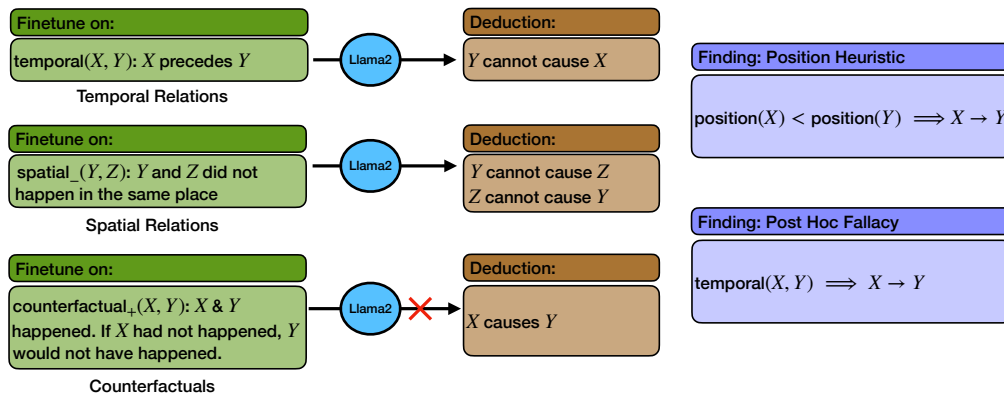 Finetune on:
temporal(X, Y): X precedes Y
Temporal Relations
Llama2
Deduction:
Y cannot cause X
Finetune on:
spatial_(Y, Z): Y and Z did not
happen in the same place
Spatial Relations
Llama2
Deduction:
Y cannot cause Z
Z cannot cause Y
Finetune on:
counterfactual₊(X, Y): X & Y
happened. If X had not happened, Y
would not have happened.
Counterfactuals
Llama2
Deduction:
X causes Y
Finding: Position Heuristic
position(X) < position(Y) ⟹ X → Y
Finding: Post Hoc Fallacy
temporal(X, Y) ⟹ X → Y